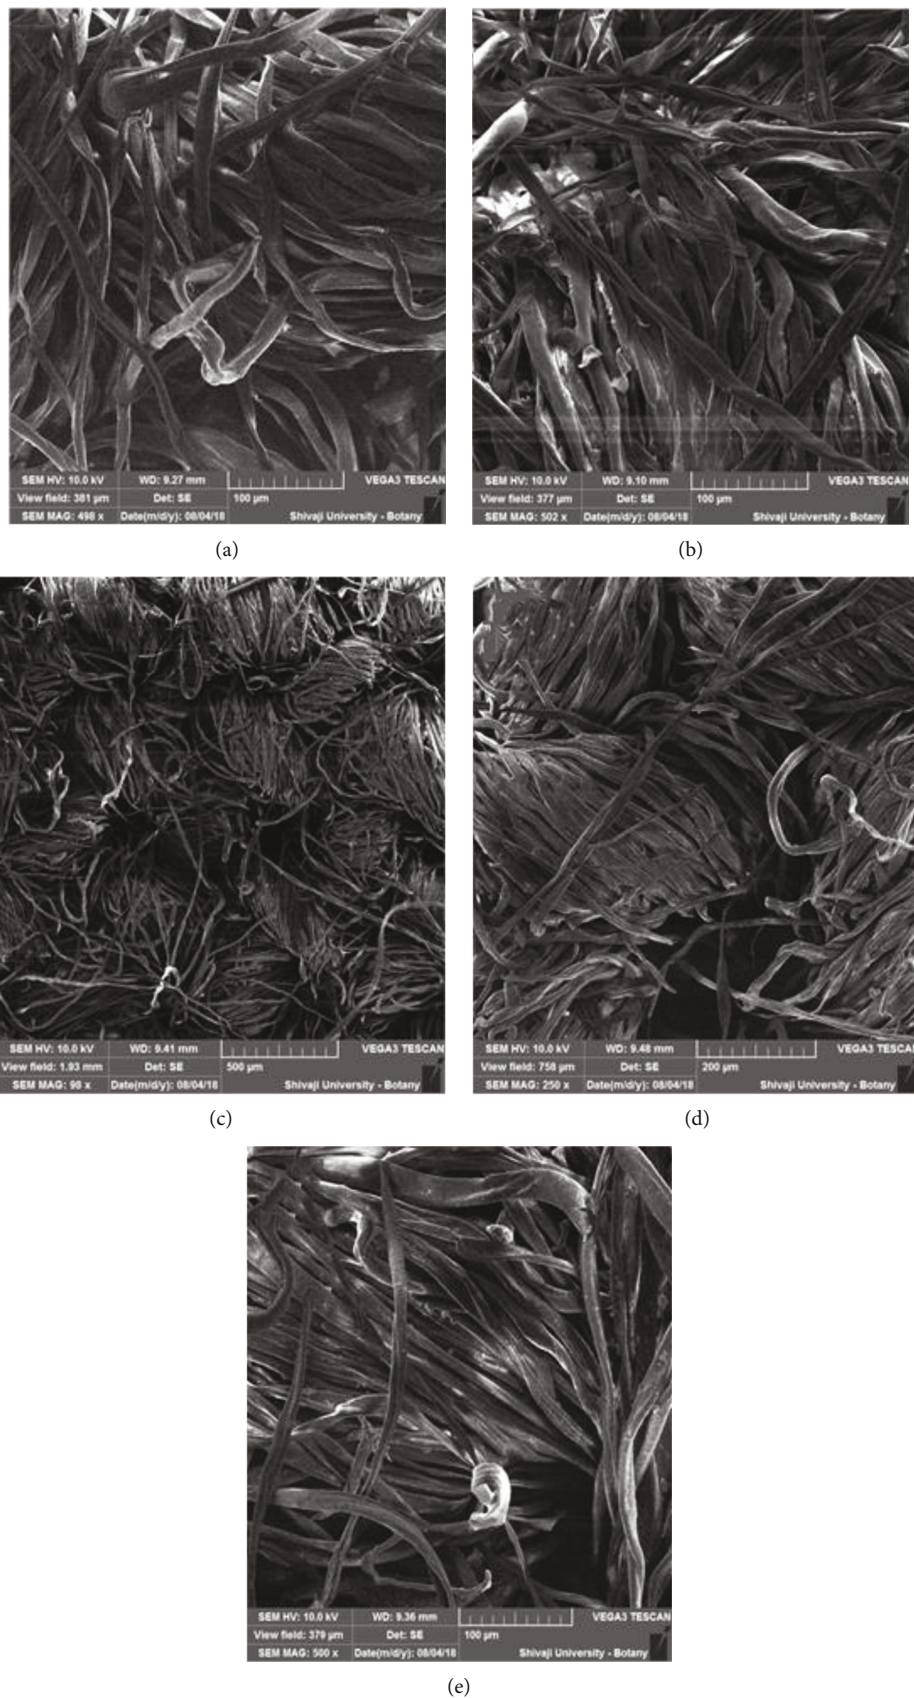 SEM HV: 10.0 kV WD: 9.27 mm VEGA3 TESCAN
View field: 381 µm Det: SE 100 µm
SEM MAG: 498 x Date(m/d/y): 08/04/18 Shivaji University - Botany
(a)
SEM HV: 10.0 kV WD: 9.10 mm VEGA3 TESCAN
View field: 377 µm Det: SE 100 µm
SEM MAG: 502 x Date(m/d/y): 08/04/18 Shivaji University - Botany
(b)
SEM HV: 10.0 kV WD: 9.41 mm VEGA3 TESCAN
View field: 1.93 mm Det: SE 500 µm
SEM MAG: 98 x Date(m/d/y): 08/04/18 Shivaji University - Botany
(c)
SEM HV: 10.0 kV WD: 9.48 mm VEGA3 TESCAN
View field: 758 µm Det: SE 200 µm
SEM MAG: 250 x Date(m/d/y): 08/04/18 Shivaji University - Botany
(d)
SEM HV: 10.0 kV WD: 9.36 mm VEGA3 TESCAN
View field: 379 µm Det: SE 100 µm
SEM MAG: 500 x Date(m/d/y): 08/04/18 Shivaji University - Botany
(e)